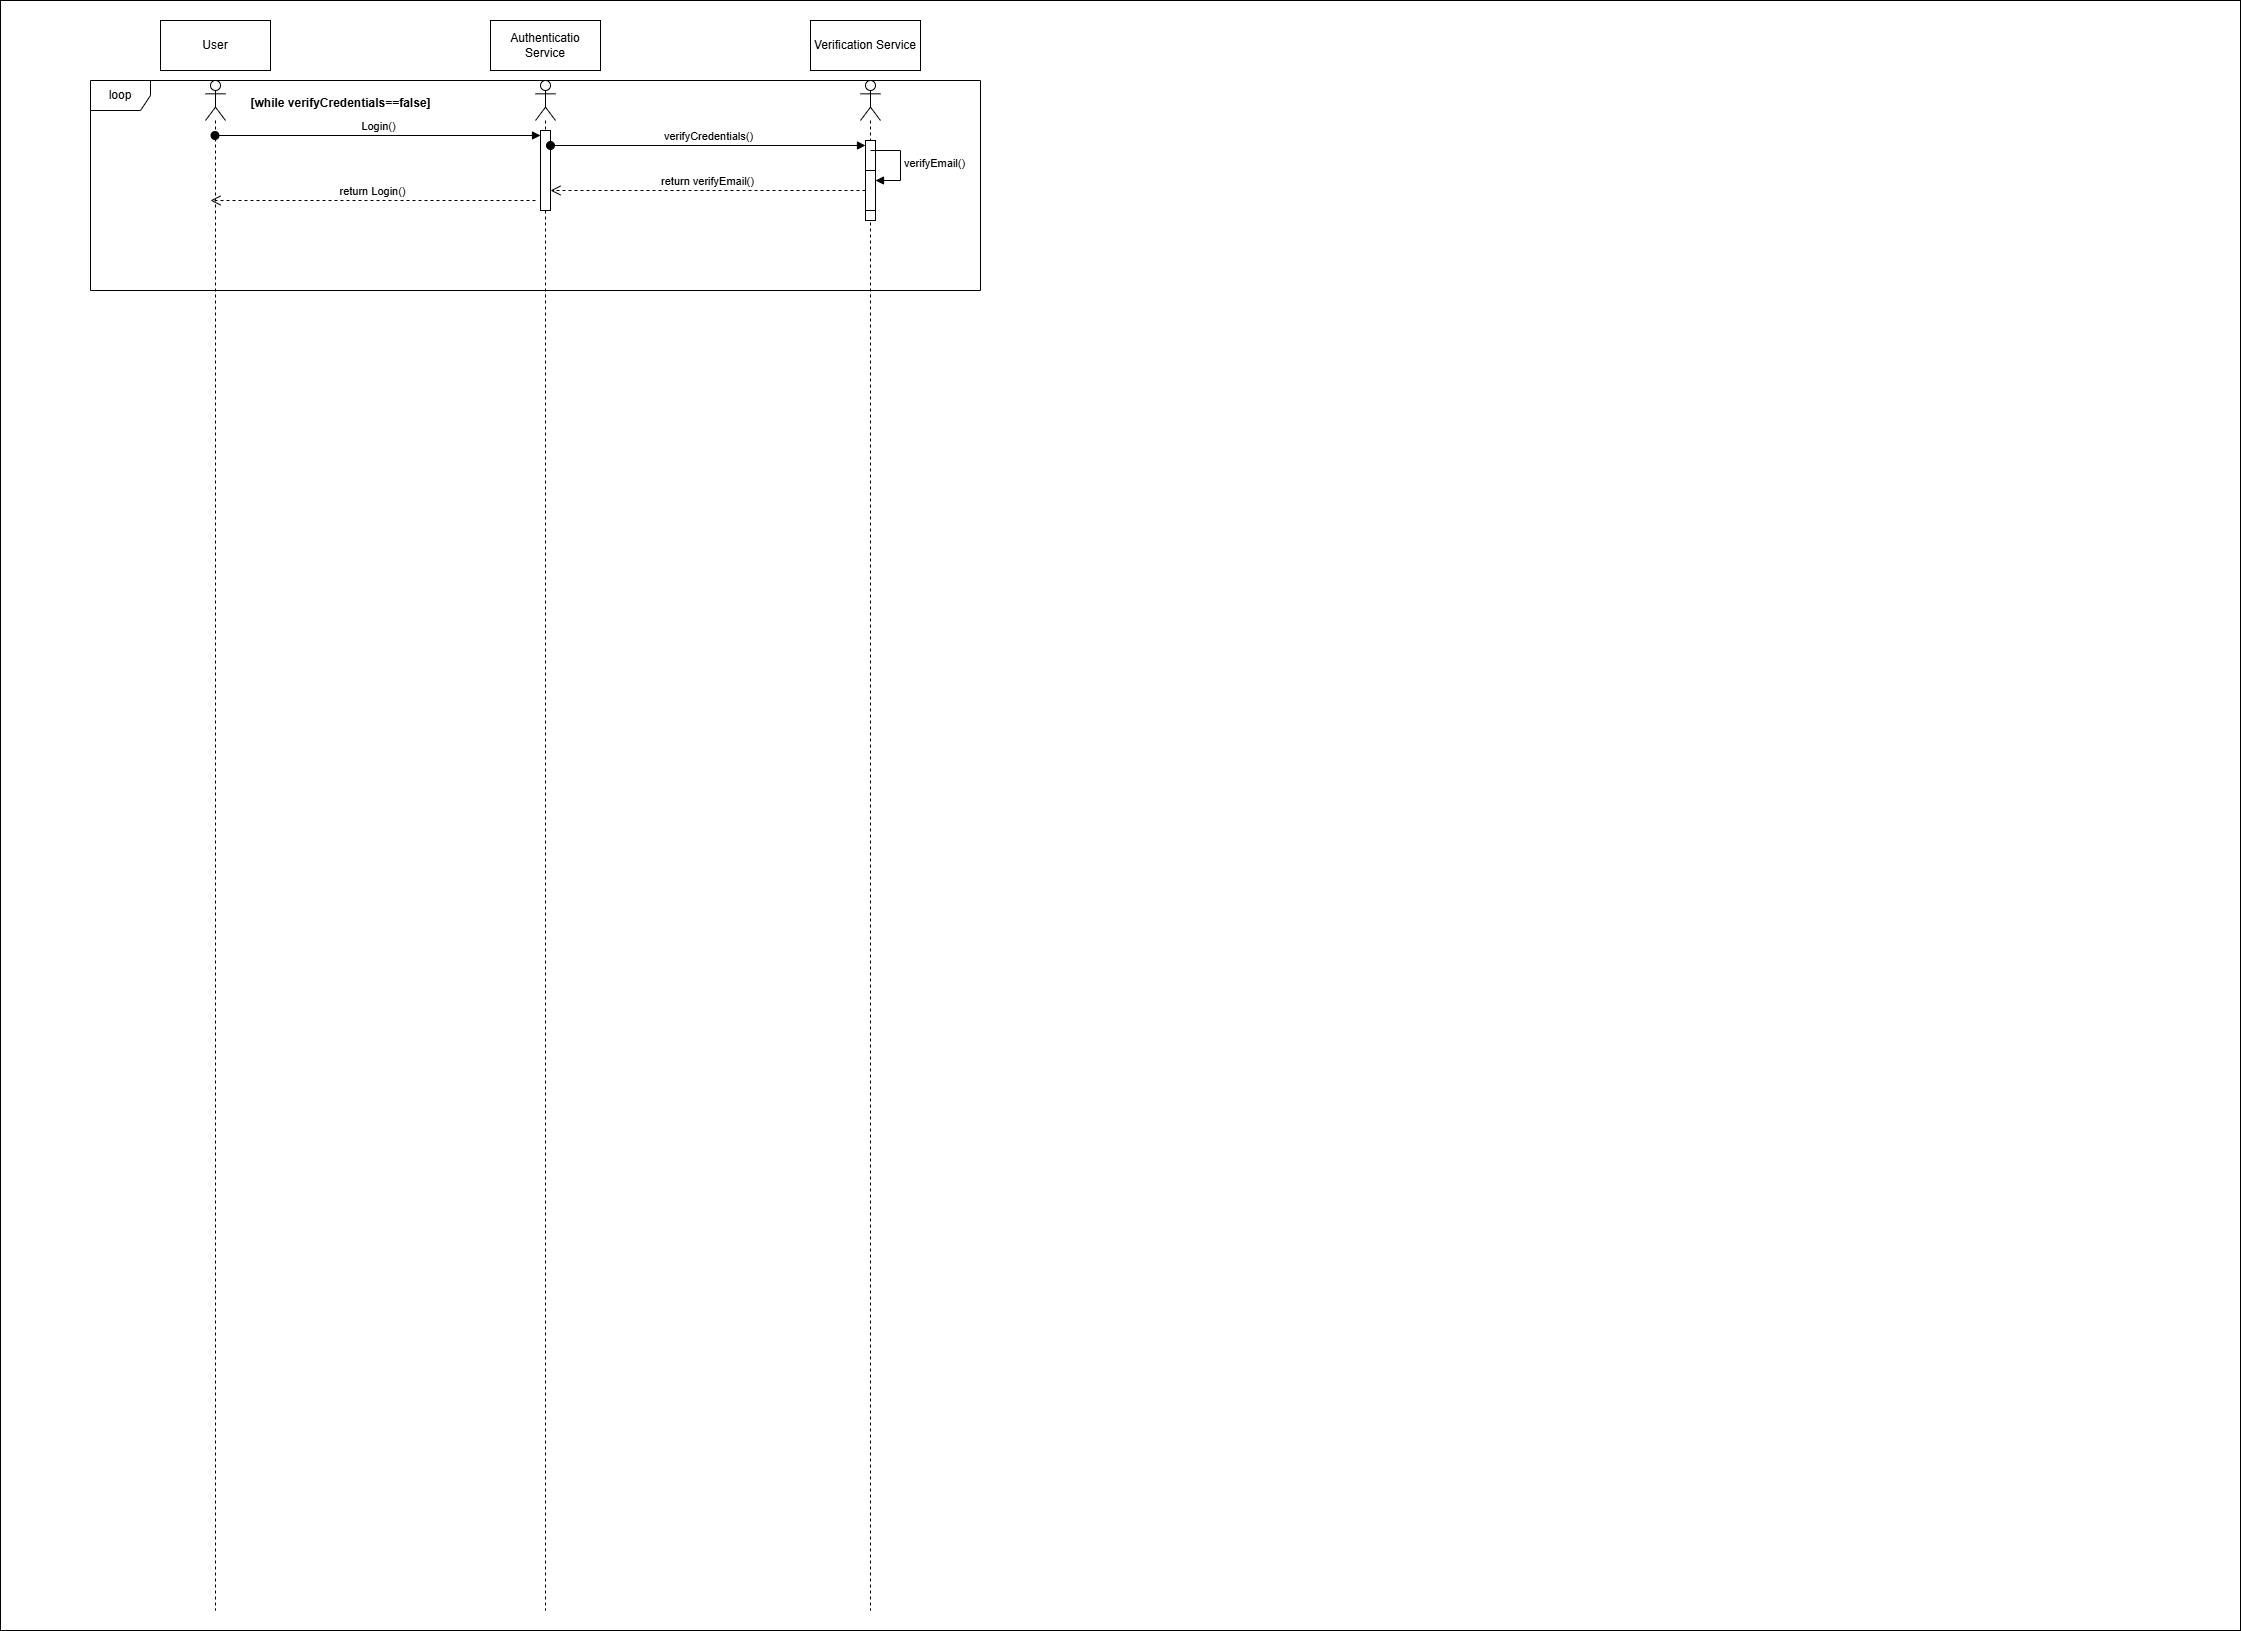 User
Authenticatio
Service
Verification Service
loop
[while verifyCredentials==false]
Login()
verifyCredentials()
verifyEmail()
return verifyEmail()
return Login()